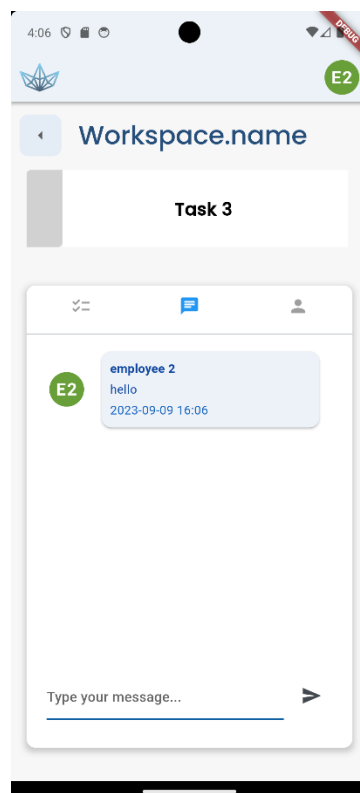 4:06
DEBUG
E2
Workspace.name
Task 3
employee 2
E2
hello
2023-09-09 16:06
Type your message...